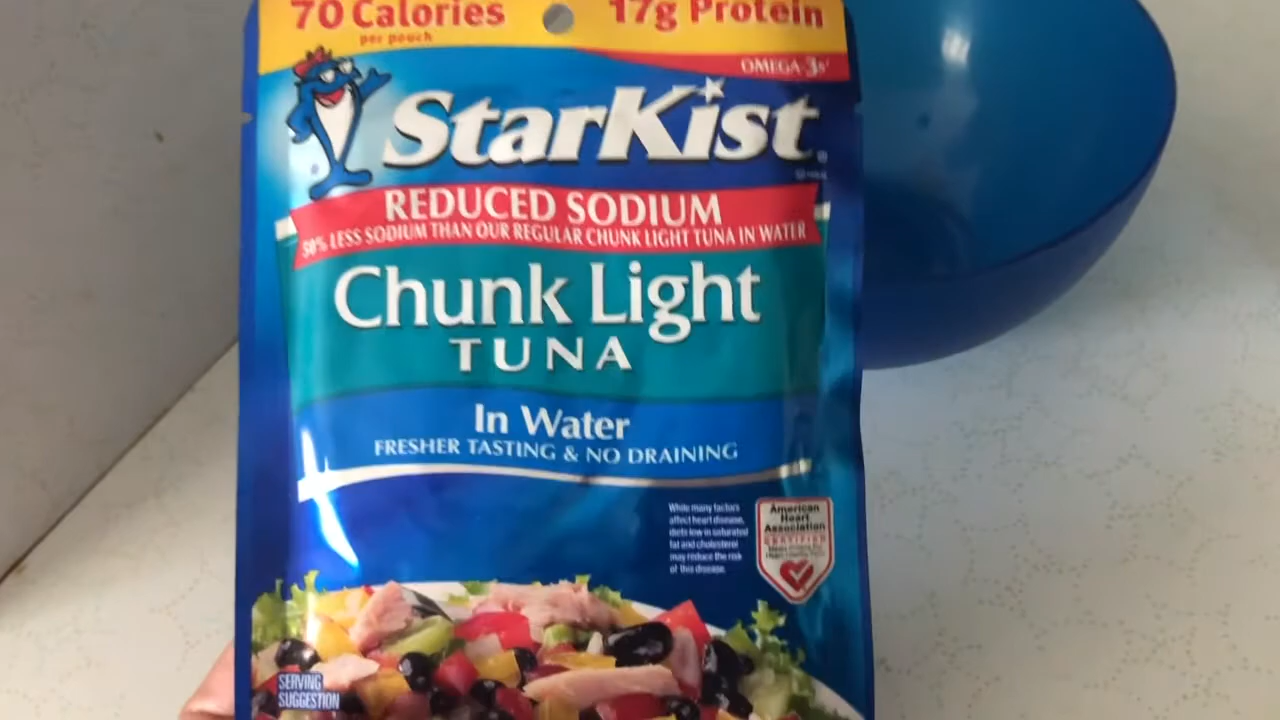 70 Calories
per pouch
17g Protein
OMEGA-3s
StarKist
REDUCED SODIUM
50% LESS SODIUM THAN OUR REGULAR CHUNK LIGHT TUNA IN WATER
Chunk Light
TUNA
In Water
FRESHER TASTING & NO DRAINING
While many factors
affect heart disease,
diets low in saturated
fat and cholesterol
may reduce the risk
of this disease.
American
Heart
Association
CERTIFIED
SERVING
SUGGESTION